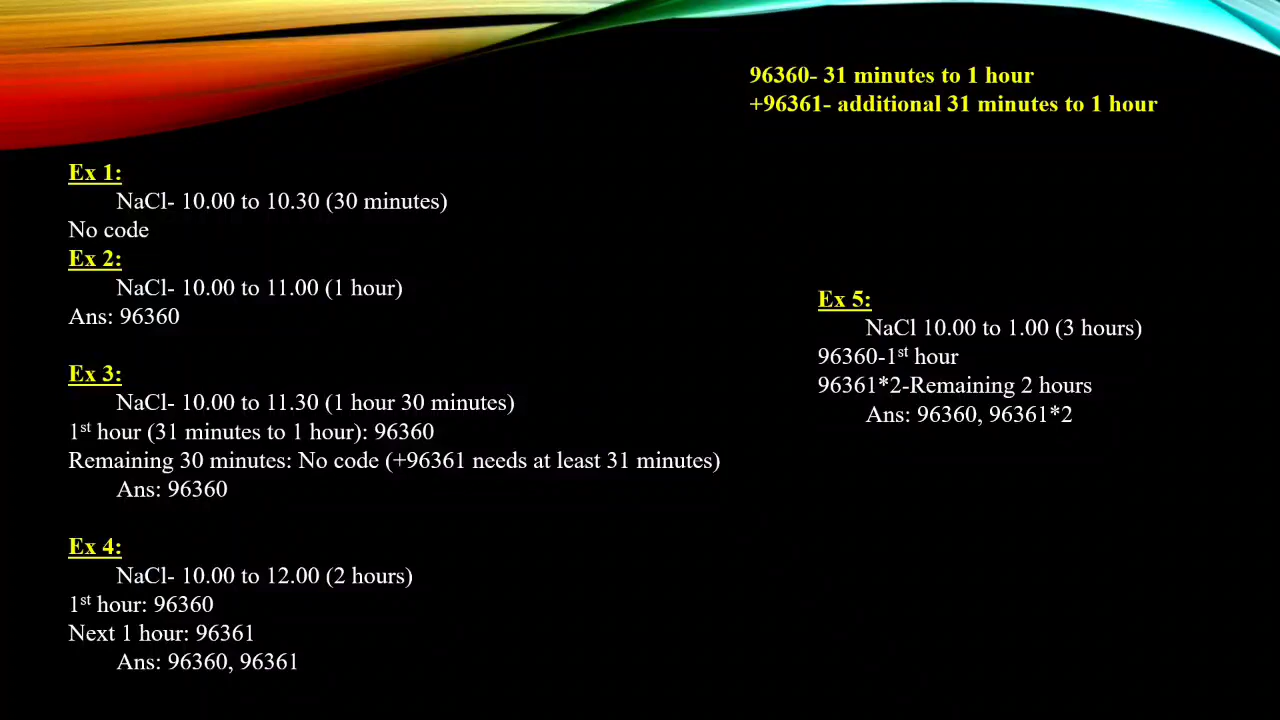 96360- 31 minutes to 1 hour
+96361- additional 31 minutes to 1 hour
Ex 1:
NaCl- 10.00 to 10.30 (30 minutes)
No code
Ex 2:
NaCl- 10.00 to 11.00 (1 hour)
Ans: 96360
Ex 3:
NaCl- 10.00 to 11.30 (1 hour 30 minutes)
1st hour (31 minutes to 1 hour): 96360
Remaining 30 minutes: No code (+96361 needs at least 31 minutes)
Ans: 96360
Ex 4:
NaCl- 10.00 to 12.00 (2 hours)
1st hour: 96360
Next 1 hour: 96361
Ans: 96360, 96361
Ex 5:
NaCl 10.00 to 1.00 (3 hours)
96360-1st hour
96361*2-Remaining 2 hours
Ans: 96360, 96361*2